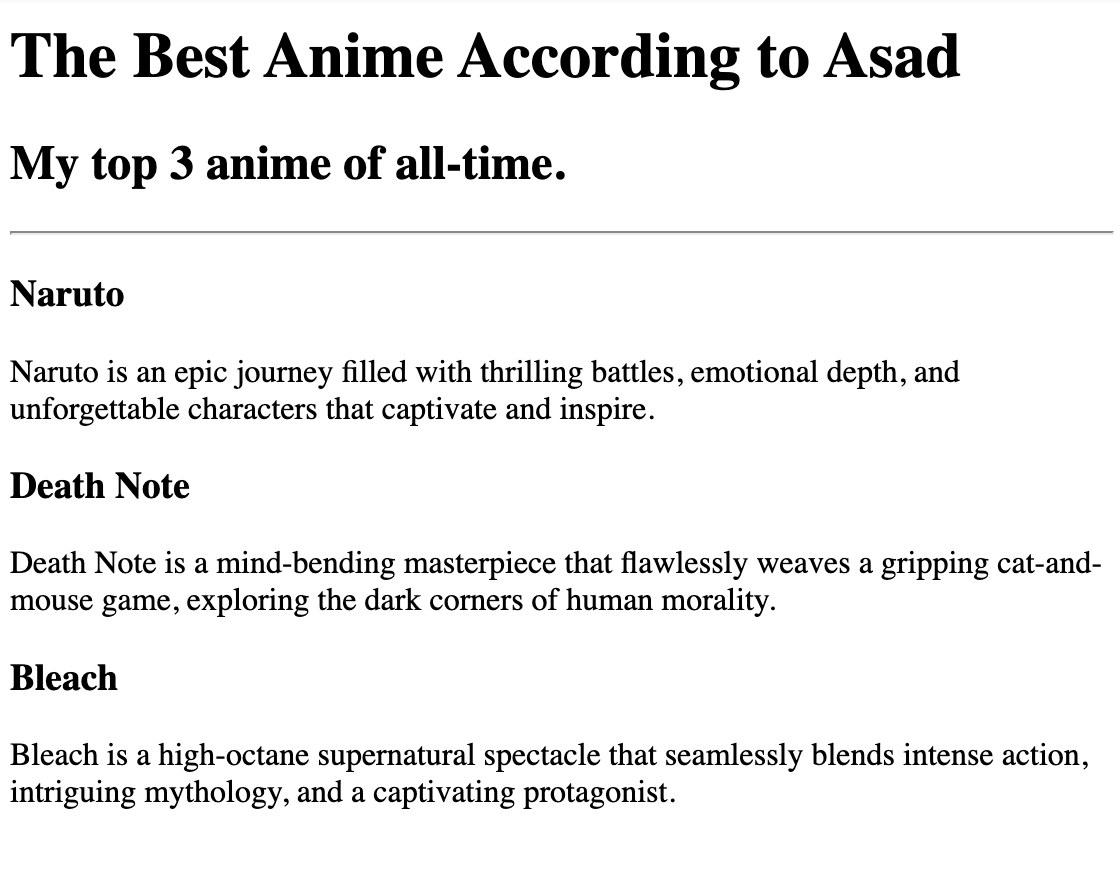 The Best Anime According to Asad
My top 3 anime of all-time.
Naruto
Naruto is an epic journey filled with thrilling battles, emotional depth, and
unforgettable characters that captivate and inspire.
Death Note
Death Note is a mind-bending masterpiece that flawlessly weaves a gripping cat-and-
mouse game, exploring the dark corners of human morality.
Bleach
Bleach is a high-octane supernatural spectacle that seamlessly blends intense action,
intriguing mythology, and a captivating protagonist.